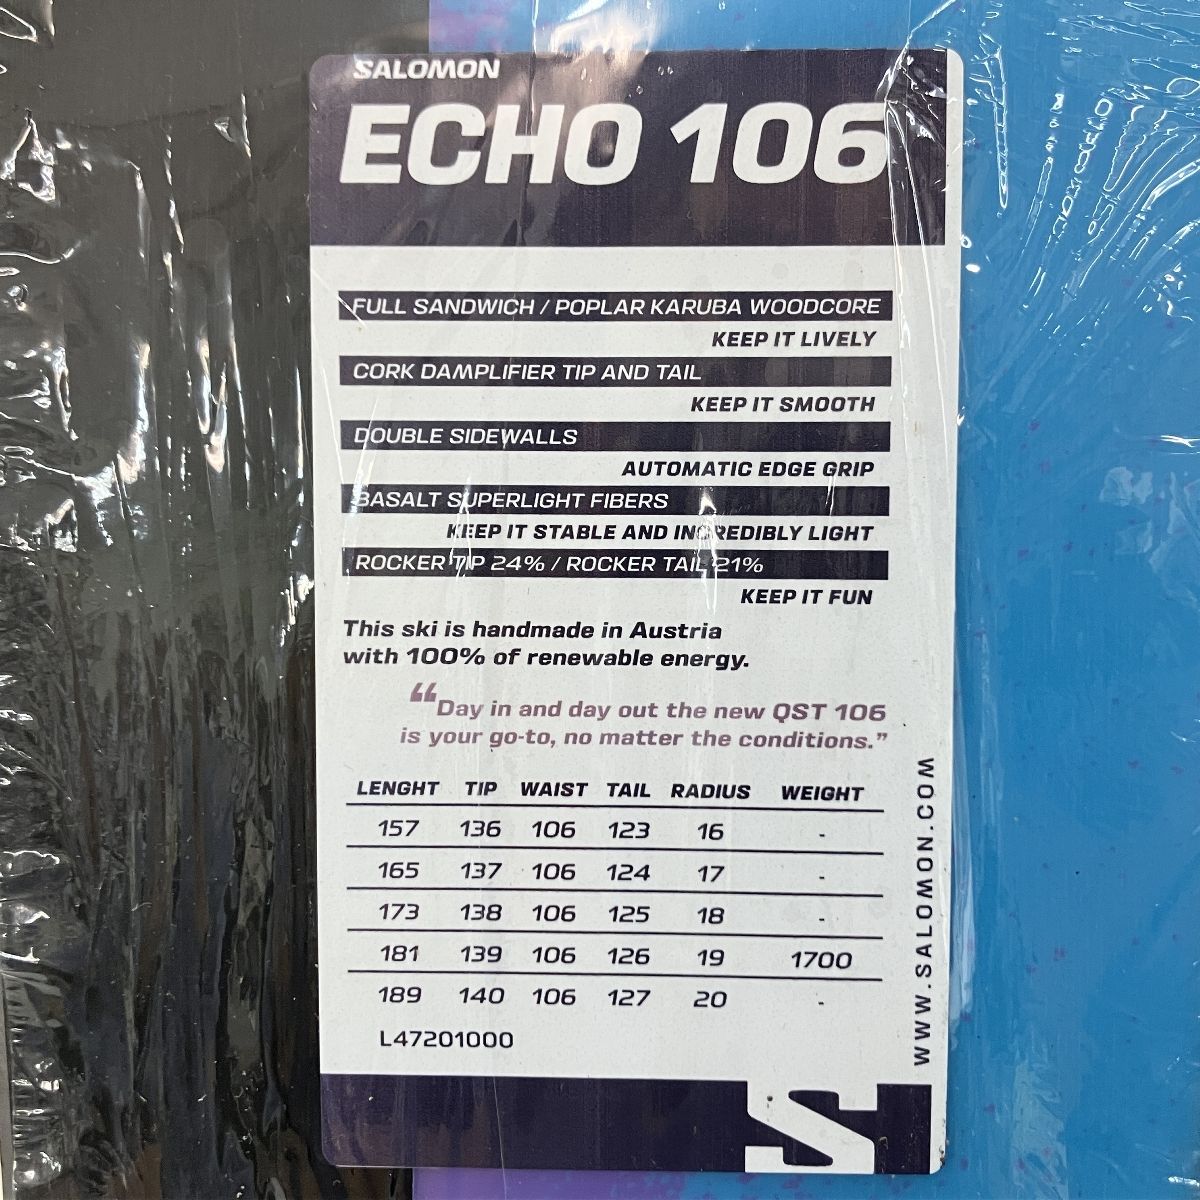 SALOMON
ECHO 106
FULL SANDWICH / POPLAR KARUBA WOODCORE
KEEP IT LIVELY
CORK DAMPLIFIER TIP AND TAIL
KEEP IT SMOOTH
DOUBLE SIDEWALLS
AUTOMATIC EDGE GRIP
BASALT SUPERLIGHT FIBERS
KEEP IT STABLE AND INCREDIBLY LIGHT
ROCKER TIP 24% / ROCKER TAIL 21%
KEEP IT FUN
This ski is handmade in Austria
with 100% of renewable energy.
“Day in and day out the new QST 106
is your go-to, no matter the conditions.”
LENGHT TIP WAIST TAIL RADIUS WEIGHT
157 136 106 123 16 -
165 137 106 124 17 -
173 138 106 125 18 -
181 139 106 126 19 1700
189 140 106 127 20 -
L47201000
WWW.SALOMON.COM